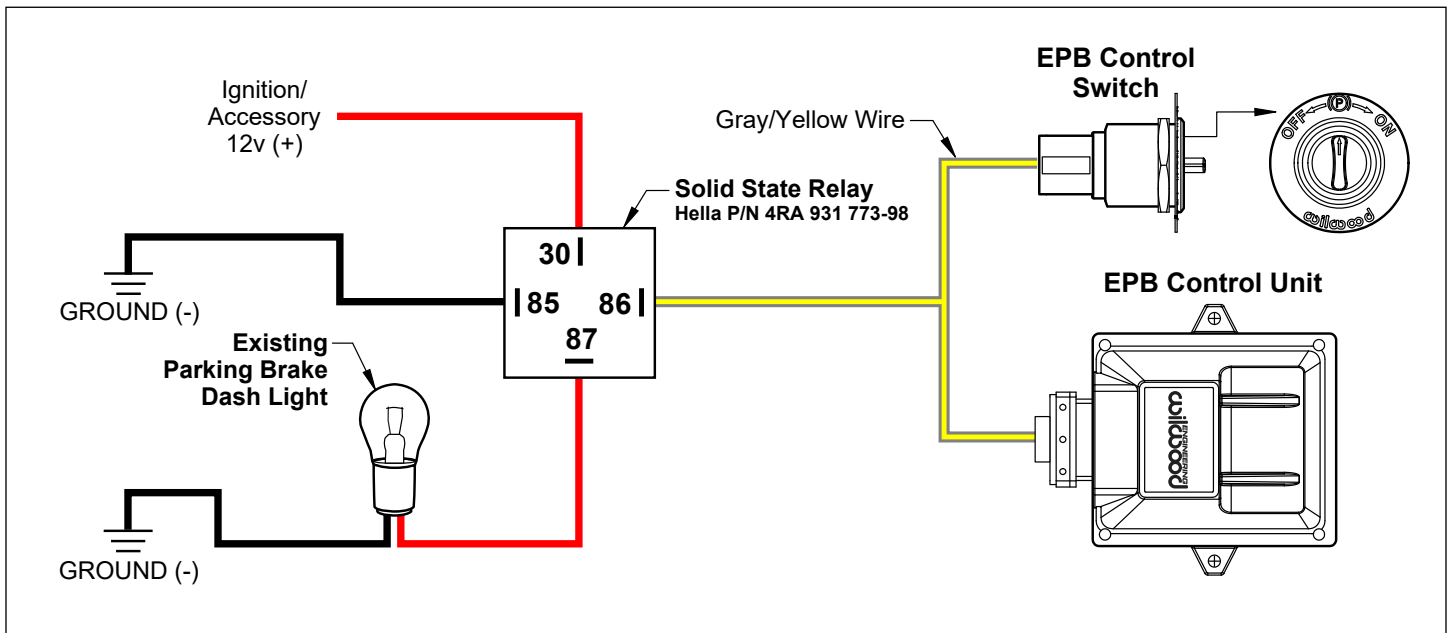 Ignition/
Accessory
12v (+)
Gray/Yellow Wire
EPB Control
Switch
OFF
P
ON
wilwood
Solid State Relay
Hella P/N 4RA 931 773-98
30
85
86
87
GROUND (-)
Existing
Parking Brake
Dash Light
GROUND (-)
EPB Control Unit
wilwood
ENGINEERING